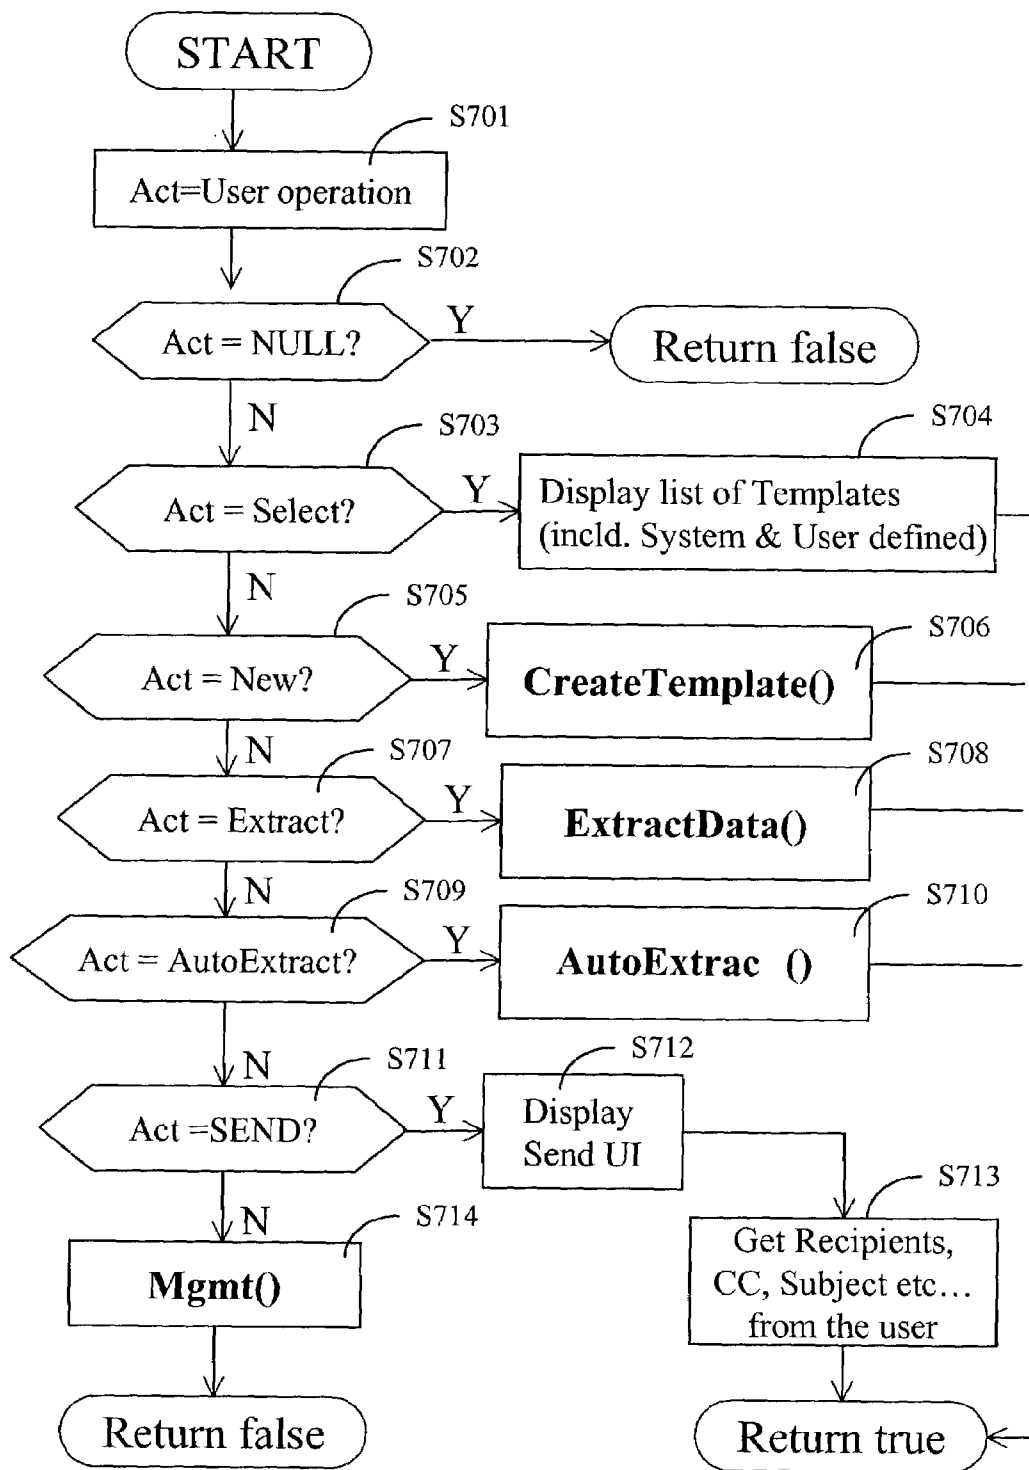 START
S701
Act=User operation
S702
Act = NULL?
Y
Return false
N
S703
S704
Act = Select?
Y
Display list of Templates
(incld. System & User defined)
N
S705
S706
Act = New?
Y
CreateTemplate()
N
S707
S708
Act = Extract?
Y
ExtractData()
N
S709
S710
Act = AutoExtract?
Y
AutoExtrac ()
N
S711
S712
Act =SEND?
Y
Display
Send UI
N
S714
S713
Mgmt()
Get Recipients,
CC, Subject etc...
from the user
Return false
Return true